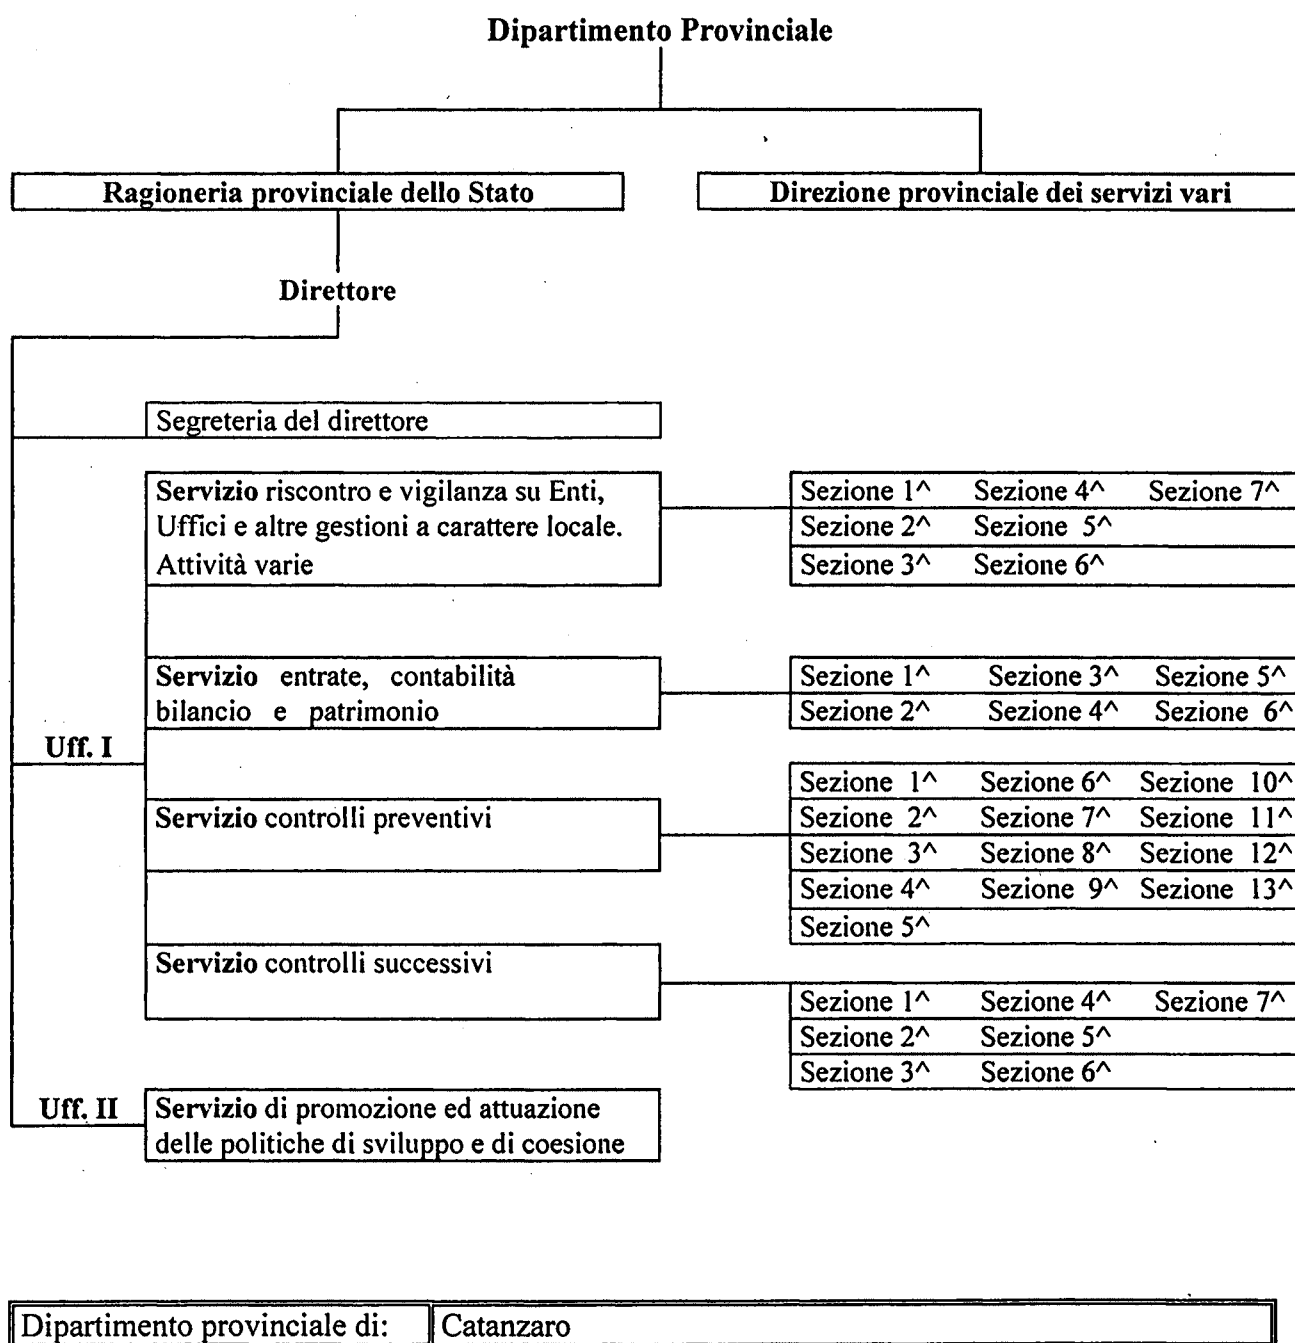 Dipartimento Provinciale
Ragioneria provinciale dello Stato
Direzione provinciale dei servizi vari
Direttore
Segreteria del direttore
Servizio riscontro e vigilanza su Enti,
Uffici e altre gestioni a carattere locale.
Attività varie
Sezione 1^ Sezione 4^ Sezione 7^
Sezione 2^ Sezione 5^
Sezione 3^ Sezione 6^
Servizio entrate, contabilità
bilancio e patrimonio
Sezione 1^ Sezione 3^ Sezione 5^
Sezione 2^ Sezione 4^ Sezione 6^
Uff. I
Servizio controlli preventivi
Sezione 1^ Sezione 6^ Sezione 10^
Sezione 2^ Sezione 7^ Sezione 11^
Sezione 3^ Sezione 8^ Sezione 12^
Sezione 4^ Sezione 9^ Sezione 13^
Sezione 5^
Servizio controlli successivi
Sezione 1^ Sezione 4^ Sezione 7^
Sezione 2^ Sezione 5^
Sezione 3^ Sezione 6^
Uff. II
Servizio di promozione ed attuazione
delle politiche di sviluppo e di coesione
Dipartimento provinciale di: Catanzaro